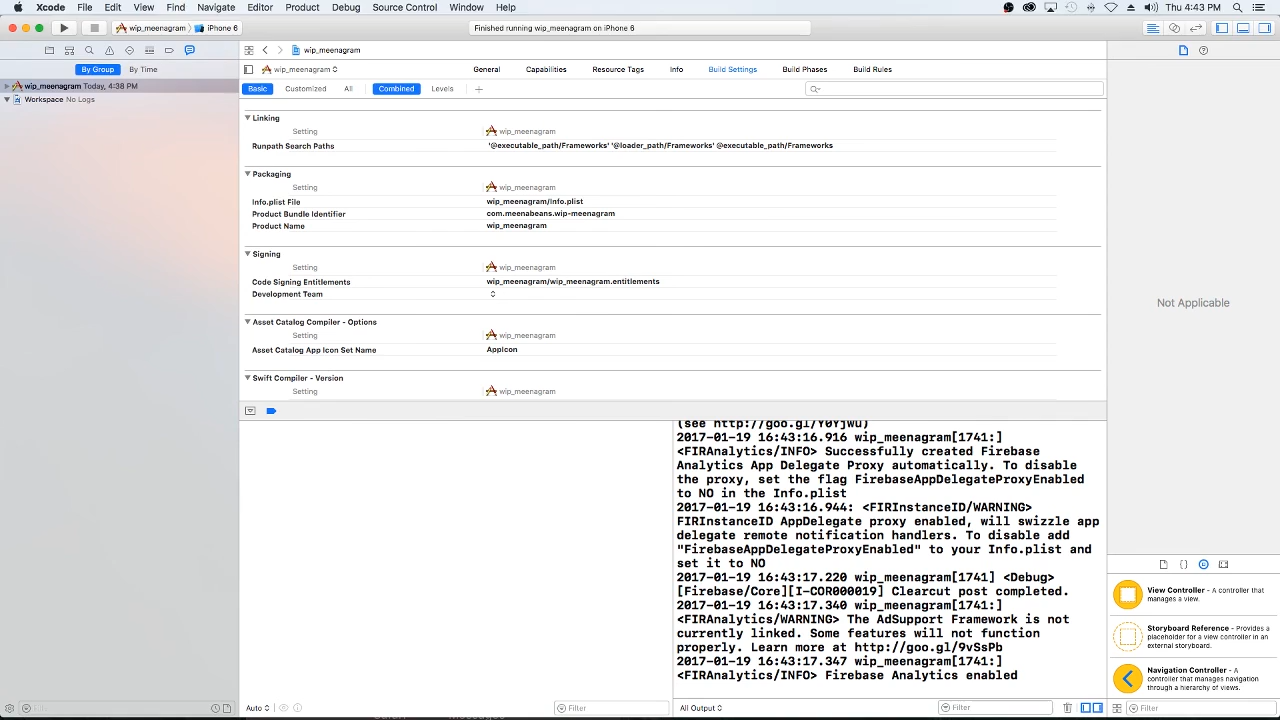 Xcode File Edit View Find Navigate Editor Product Debug Source Control Window Help Thu 4:43 PM
wip_meenagram iPhone 6 Finished running wip_meenagram on iPhone 6
wip_meenagram
By Group By Time
wip_meenagram General Capabilities Resource Tags Info Build Settings Build Phases Build Rules
wip_meenagram Today, 4:38 PM
Basic Customized All Combined Levels +
Workspace No Logs
Linking
Setting wip_meenagram
Runpath Search Paths '@executable_path/Frameworks' '@loader_path/Frameworks' @executable_path/Frameworks
Packaging
Setting wip_meenagram
Info.plist File wip_meenagram/Info.plist
Product Bundle Identifier com.meenabeans.wip-meenagram
Product Name wip_meenagram
Signing
Setting wip_meenagram
Code Signing Entitlements wip_meenagram/wip_meenagram.entitlements
Development Team
Asset Catalog Compiler - Options
Setting wip_meenagram
Asset Catalog App Icon Set Name AppIcon
Swift Compiler - Version
Setting wip_meenagram
Not Applicable
(see http://goo.gl/Y0Yjwu)
2017-01-19 16:43:16.916 wip_meenagram[1741:]
<FIRAnalytics/INFO> Successfully created Firebase
Analytics App Delegate Proxy automatically. To disable
the proxy, set the flag FirebaseAppDelegateProxyEnabled
to NO in the Info.plist
2017-01-19 16:43:16.944: <FIRInstanceID/WARNING>
FIRInstanceID AppDelegate proxy enabled, will swizzle app
delegate remote notification handlers. To disable add
"FirebaseAppDelegateProxyEnabled" to your Info.plist and
set it to NO
2017-01-19 16:43:17.220 wip_meenagram[1741] <Debug>
[Firebase/Core][I-COR000019] Clearcut post completed.
2017-01-19 16:43:17.340 wip_meenagram[1741:]
<FIRAnalytics/WARNING> The AdSupport Framework is not
currently linked. Some features will not function
properly. Learn more at http://goo.gl/9vSsPb
2017-01-19 16:43:17.347 wip_meenagram[1741:]
<FIRAnalytics/INFO> Firebase Analytics enabled
View Controller - A controller that
manages a view.
Storyboard Reference - Provides a
placeholder for a view controller in an
external storyboard.
Navigation Controller - A
controller that manages navigation
through a hierarchy of views.
Filter Auto Filter All Output Filter Filter